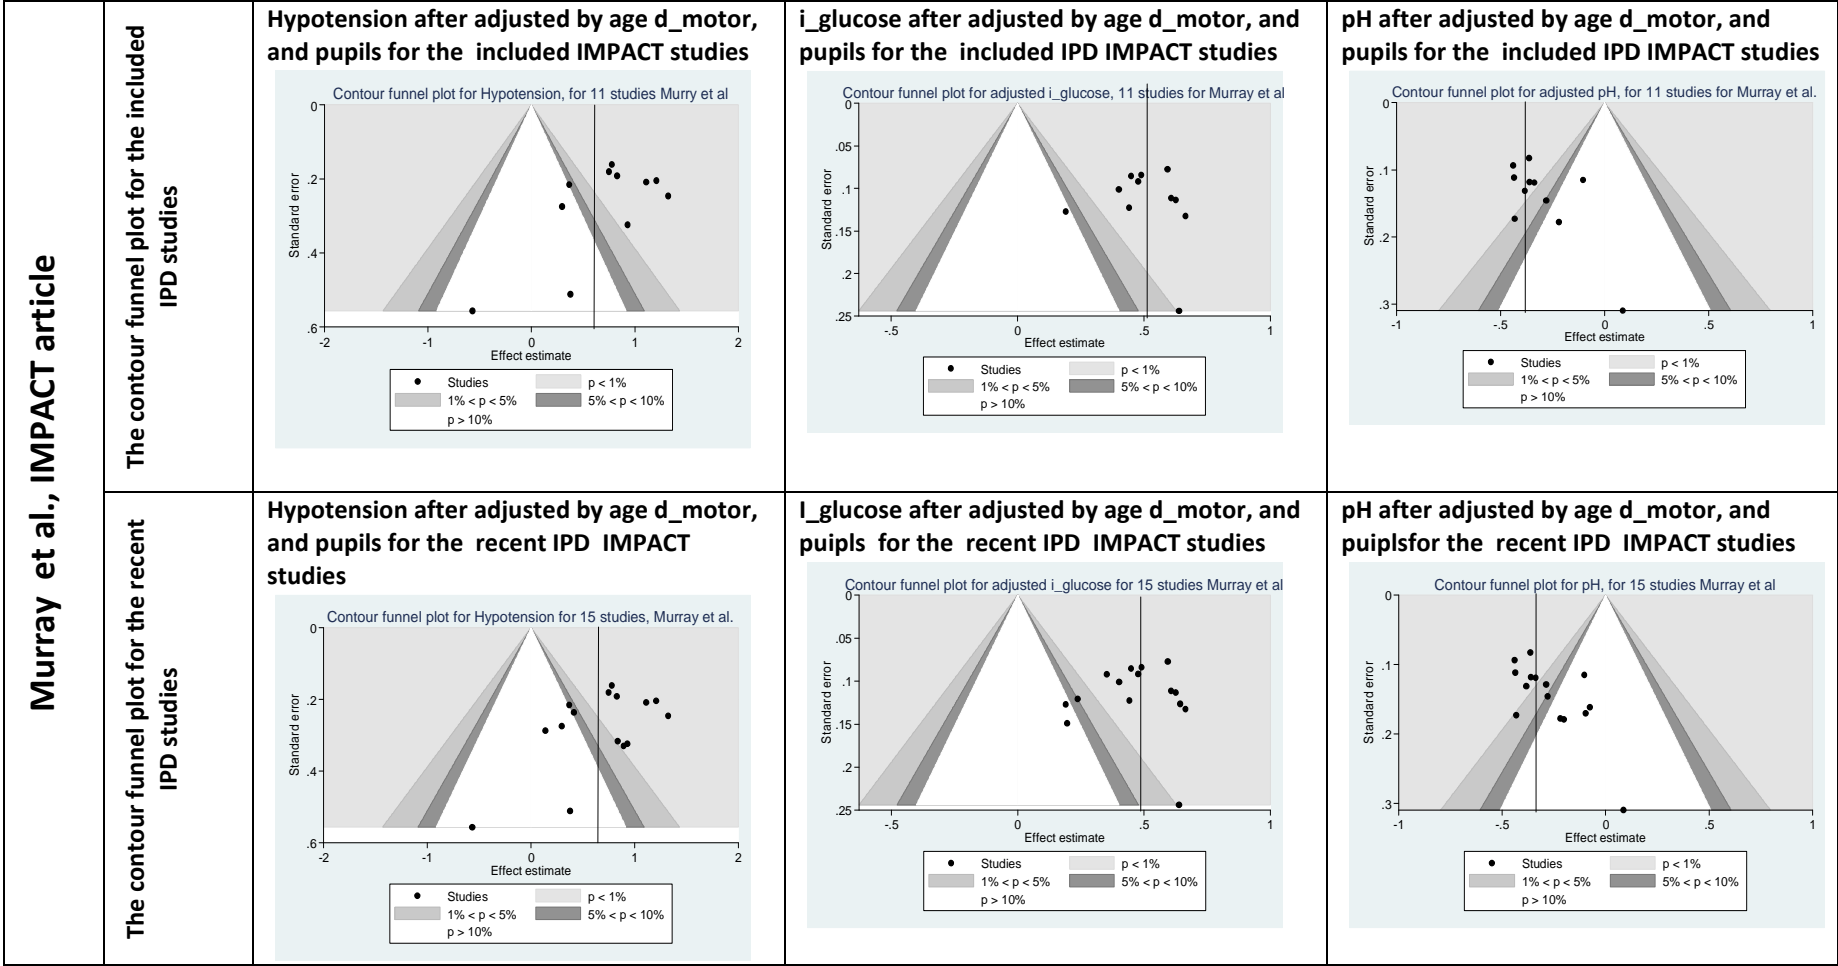 Murray et al., IMPACT article
The contour funnel plot for the included
IPD studies
Hypotension after adjusted by age d_motor,
and pupils for the included IMPACT studies
Contour funnel plot for Hypotension, for 11 studies Murry et al
0
.2
.4
.6
Standard error
-2
-1
0
1
2
Effect estimate
Studies
p < 1%
1% < p < 5%
5% < p < 10%
p > 10%
i_glucose after adjusted by age d_motor, and
pupils for the included IPD IMPACT studies
Contour funnel plot for adjusted i_glucose, 11 studies for Murray et al
0
.05
.1
.15
.2
.25
Standard error
-.5
0
.5
1
Effect estimate
Studies
p < 1%
1% < p < 5%
5% < p < 10%
p > 10%
pH after adjusted by age d_motor, and
pupils for the included IPD IMPACT studies
Contour funnel plot for adjusted pH, for 11 studies for Murray et al.
0
.1
.2
.3
Standard error
-1
-.5
0
.5
1
Effect estimate
Studies
p < 1%
1% < p < 5%
5% < p < 10%
p > 10%
The contour funnel plot for the recent
IPD studies
Hypotension after adjusted by age d_motor,
and pupils for the recent IPD IMPACT
studies
Contour funnel plot for Hypotension for 15 studies, Murray et al.
0
.2
.4
.6
Standard error
-2
-1
0
1
2
Effect estimate
Studies
p < 1%
1% < p < 5%
5% < p < 10%
p > 10%
I_glucose after adjusted by age d_motor, and
puipls for the recent IPD IMPACT studies
Contour funnel plot for adjusted i_glucose for 15 studies Murray et al
0
.05
.1
.15
.2
.25
Standard error
-.5
0
.5
1
Effect estimate
Studies
p < 1%
1% < p < 5%
5% < p < 10%
p > 10%
pH after adjusted by age d_motor, and
puiplsfor the recent IPD IMPACT studies
Contour funnel plot for pH, for 15 studies Murray et al
0
.1
.2
.3
Standard error
-1
-.5
0
.5
1
Effect estimate
Studies
p < 1%
1% < p < 5%
5% < p < 10%
p > 10%